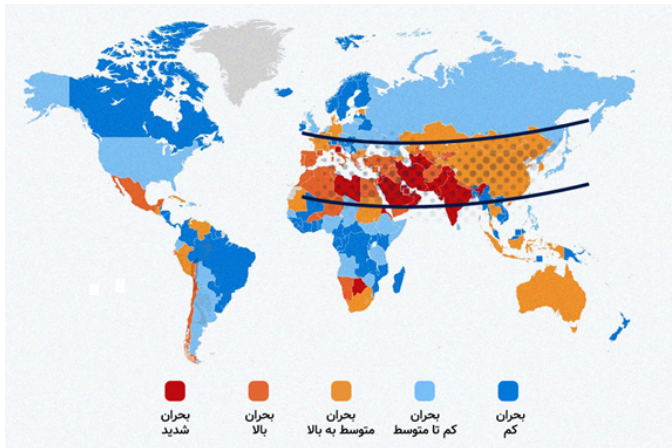 بحران
کم
بحران
کم تا متوسط
بحران
متوسط به بالا
بحران
بالا
بحران
شدید